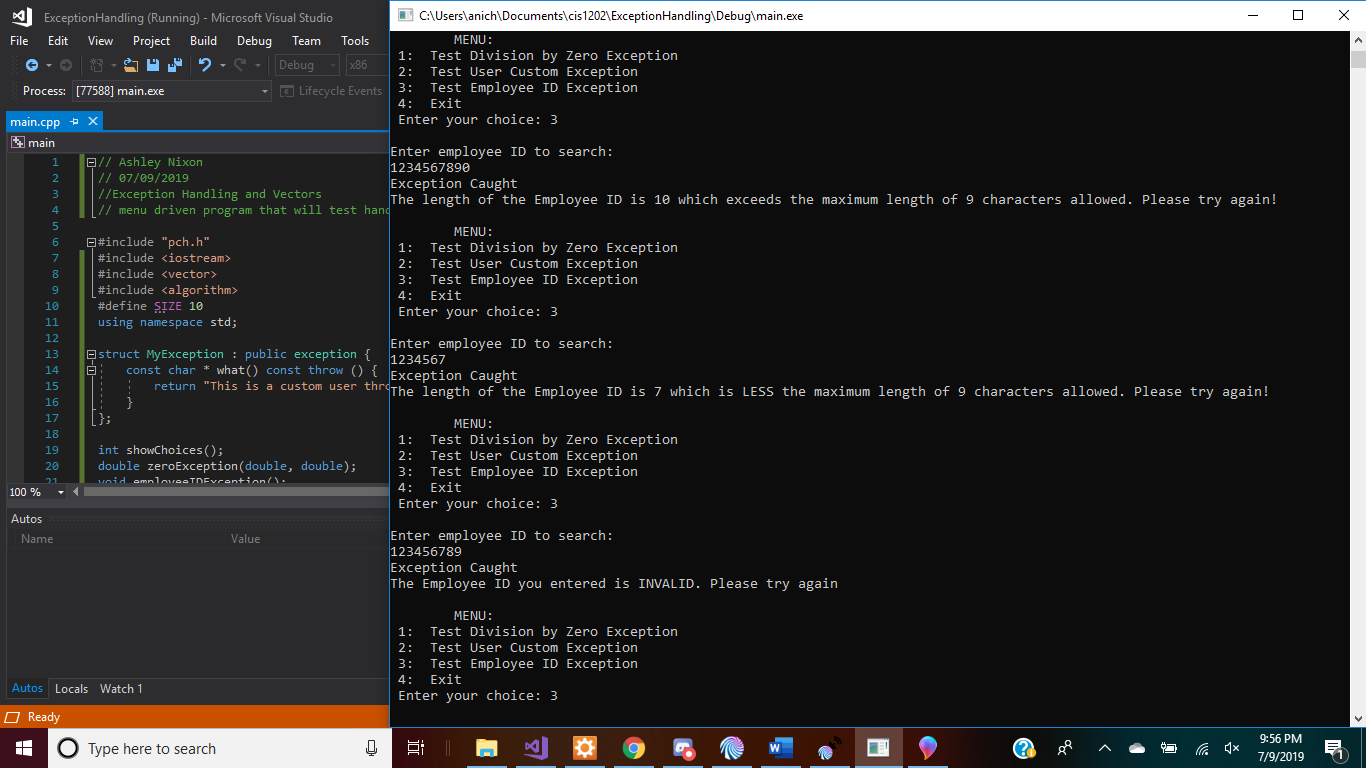 ExceptionHandling (Running) - Microsoft Visual Studio
File Edit View Project Build Debug Team Tools
Debug x86
Process: [77588] main.exe Lifecycle Events
main.cpp
main
1 // Ashley Nixon
2 // 07/09/2019
3 //Exception Handling and Vectors
4 // menu driven program that will test hand
5
6 #include "pch.h"
7 #include <iostream>
8 #include <vector>
9 #include <algorithm>
10 #define SIZE 10
11 using namespace std;
12
13 struct MyException : public exception {
14 const char * what() const throw () {
15 return "This is a custom user thro
16 }
17 };
18
19 int showChoices();
20 double zeroException(double, double);
21 void employeeIDException();
100 %
Autos
Name Value
Autos Locals Watch 1
Ready
C:\Users\anich\Documents\cis1202\ExceptionHandling\Debug\main.exe
MENU:
1: Test Division by Zero Exception
2: Test User Custom Exception
3: Test Employee ID Exception
4: Exit
Enter your choice: 3
Enter employee ID to search:
1234567890
Exception Caught
The length of the Employee ID is 10 which exceeds the maximum length of 9 characters allowed. Please try again!
MENU:
1: Test Division by Zero Exception
2: Test User Custom Exception
3: Test Employee ID Exception
4: Exit
Enter your choice: 3
Enter employee ID to search:
1234567
Exception Caught
The length of the Employee ID is 7 which is LESS the maximum length of 9 characters allowed. Please try again!
MENU:
1: Test Division by Zero Exception
2: Test User Custom Exception
3: Test Employee ID Exception
4: Exit
Enter your choice: 3
Enter employee ID to search:
123456789
Exception Caught
The Employee ID you entered is INVALID. Please try again
MENU:
1: Test Division by Zero Exception
2: Test User Custom Exception
3: Test Employee ID Exception
4: Exit
Enter your choice: 3
Type here to search
9:56 PM
7/9/2019
1